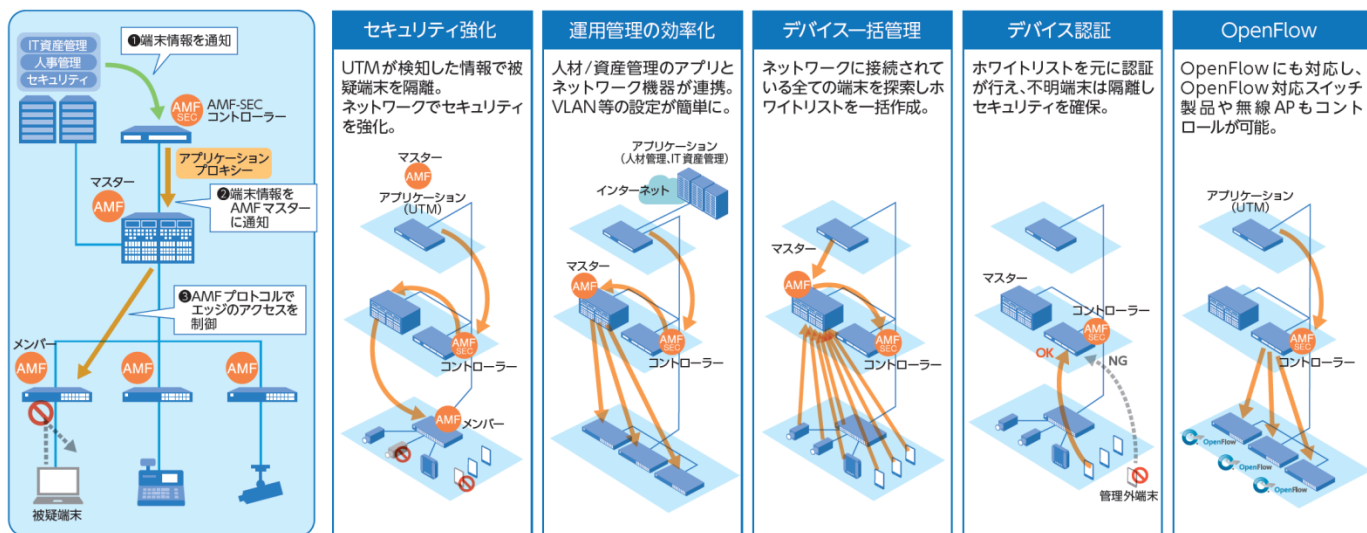 IT資産管理
人事管理
セキュリティ
❶端末情報を通知
AMF
SEC
AMF-SEC
コントローラー
アプリケーション
プロキシー
マスター
AMF
❷端末情報を
AMFマスター
に通知
❸AMFプロトコルで
エッジのアクセスを
制御
メンバー
AMF
AMF
AMF
被疑端末
セキュリティ強化
UTMが検知した情報で被
疑端末を隔離。
ネットワークでセキュリティ
を強化。
マスター
AMF
アプリケーション
(UTM)
AMF
SEC
コントローラー
AMF
メンバー
運用管理の効率化
人材/資産管理のアプリと
ネットワーク機器が連携。
VLAN等の設定が簡単に。
アプリケーション
(人材管理、IT資産管理)
インターネット
マスター
AMF
AMF
SEC
コントローラー
デバイス一括管理
ネットワークに接続されて
いる全ての端末を探索しホ
ワイトリストを一括作成。
マスター
AMF
AMF
SEC
コントローラー
デバイス認証
ホワイトリストを元に認証
が行え、不明端末は隔離し
セキュリティを確保。
マスター
コントローラー
AMF
SEC
OK
NG
管理外端末
OpenFlow
OpenFlowにも対応し、
OpenFlow対応スイッチ
製品や無線APもコント
ロールが可能。
アプリケーション
(UTM)
AMF
SEC
コントローラー
OpenFlow
OpenFlow
OpenFlow